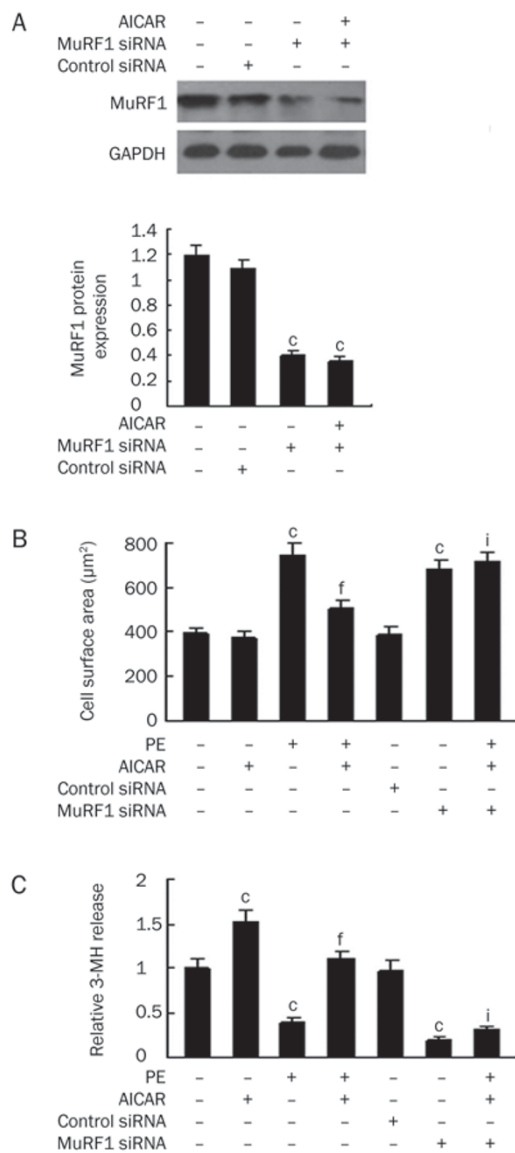 A
AICAR – – – +
MuRF1 siRNA – – + +
Control siRNA – + – –
MuRF1
GAPDH
MuRF1 protein
expression
1.4
1.2
1
0.8
0.6
0.4
0.2
0
c c
AICAR – – – +
MuRF1 siRNA – – + +
Control siRNA – + – –
B
Cell surface area (μm²)
800
600
400
200
0
c f c i
PE – – + + – – +
AICAR – + – + – – +
Control siRNA – – – – + – –
MuRF1 siRNA – – – – – + +
C
Relative 3-MH release
2
1.5
1
0.5
0
c c f c i
PE – – + + – – +
AICAR – + – + – – +
Control siRNA – – – – + – –
MuRF1 siRNA – – – – – + +